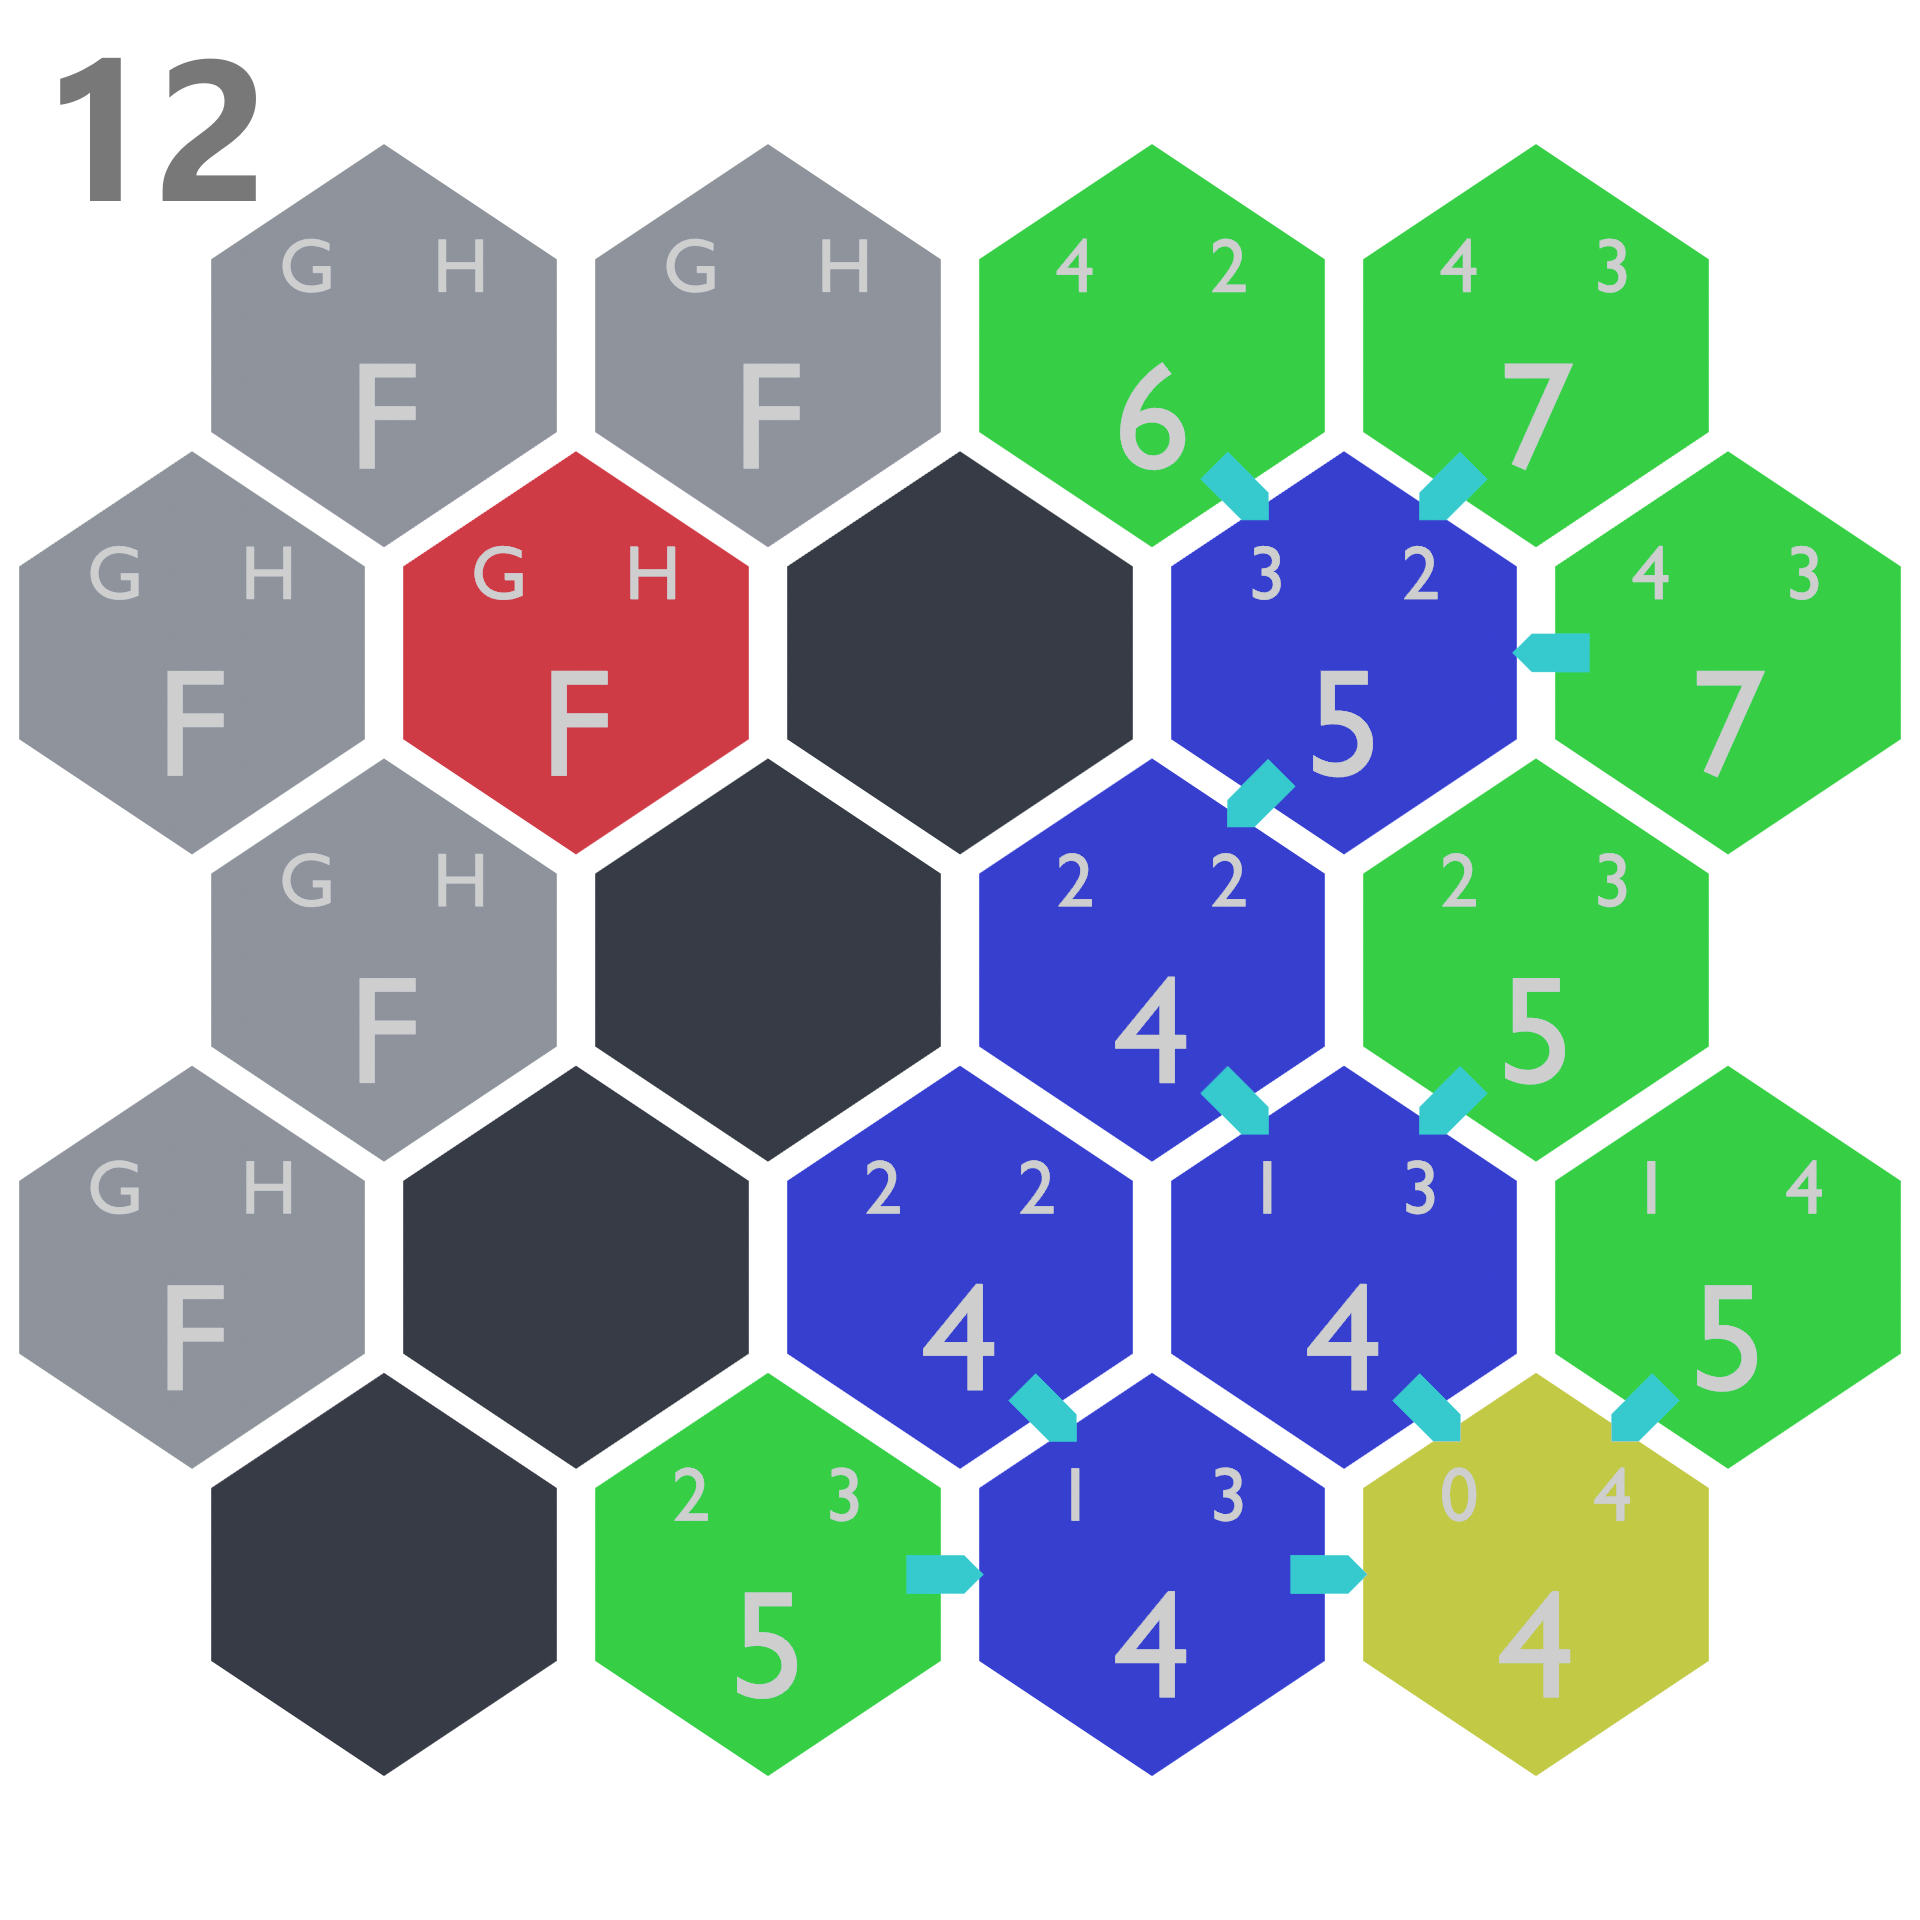 12
G H G H 4 2 4 3
F F 6 7
G H G H 3 2 4 3
F F 5 7
G H 2 2 2 3
F 4 5
G H 2 2 1 3 1 4
F 4 4 5
2 3 1 3 0 4
5 4 4